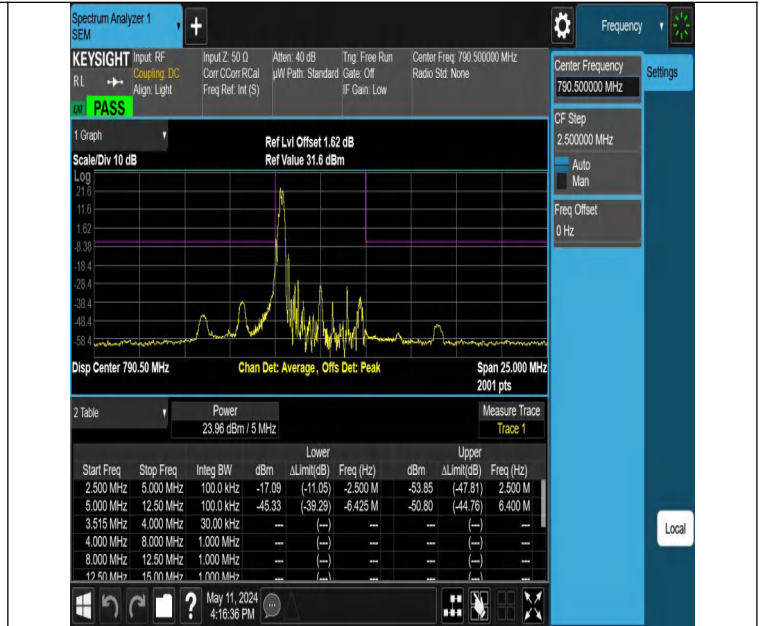 Spectrum Analyzer 1
SEM
+
Frequency
KEYSIGHT
RL
LXI
PASS
Input: RF
Coupling: DC
Align: Light
Input Z: 50 Ω
Corr CCorr RCal
Freq Ref: Int (S)
Atten: 40 dB
µW Path: Standard
Trig: Free Run
Gate: Off
IF Gain: Low
Center Freq: 790.500000 MHz
Radio Std: None
Center Frequency
790.500000 MHz
Settings
CF Step
2.500000 MHz
Auto
Man
Freq Offset
0 Hz
1 Graph
Scale/Div 10 dB
Ref Lvl Offset 1.62 dB
Ref Value 31.6 dBm
Log
21.6
11.6
1.62
-8.38
-18.4
-28.4
-38.4
-48.4
-58.4
Disp Center 790.50 MHz
Chan Det: Average , Offs Det: Peak
Span 25.000 MHz
2001 pts
2 Table
Power
23.96 dBm / 5 MHz
Measure Trace
Trace 1
Lower Upper
Start Freq Stop Freq Integ BW dBm ΔLimit(dB) Freq (Hz) dBm ΔLimit(dB) Freq (Hz)
2.500 MHz 5.000 MHz 100.0 kHz -17.09 (-11.05) -2.500 M -53.85 (-47.81) 2.500 M
5.000 MHz 12.50 MHz 100.0 kHz -45.33 (-39.29) -6.425 M -50.80 (-44.76) 6.400 M
3.515 MHz 4.000 MHz 30.00 kHz --- (---) --- --- (---) ---
4.000 MHz 8.000 MHz 1.000 MHz --- (---) --- --- (---) ---
8.000 MHz 12.50 MHz 1.000 MHz --- (---) --- --- (---) ---
12.50 MHz 15.00 MHz 1.000 MHz --- (---) --- --- (---) ---
Local
?
May 11, 2024
4:16:36 PM